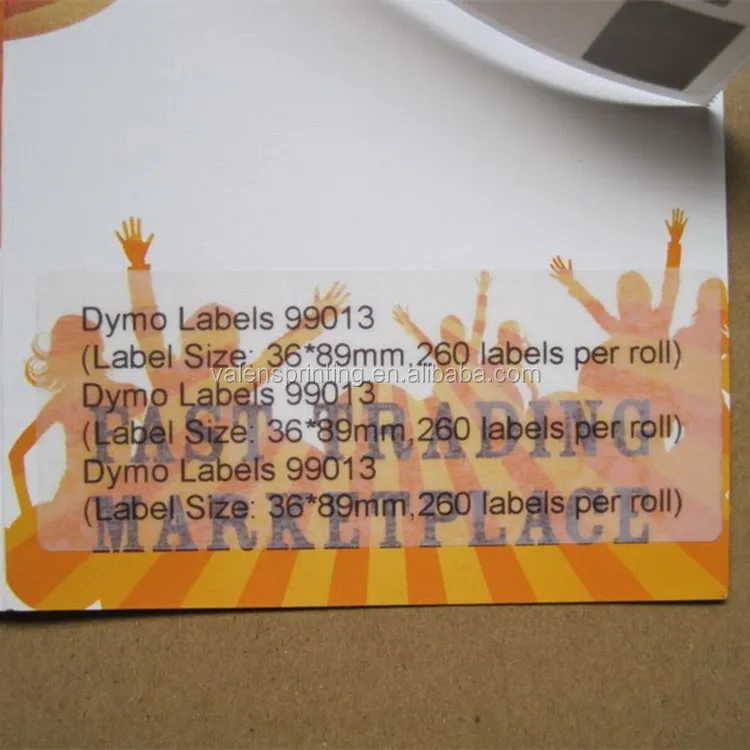 Dymo Labels 99013
(Label Size: 36*89mm,260 labels per roll)
valensprinting.en.alibaba.com
Dymo Labels 99013
FAST TRADING
(Label Size: 36*89mm,260 labels per roll)
Dymo Labels 99013
(Label Size: 36*89mm,260 labels per roll)
MARKETPLACE